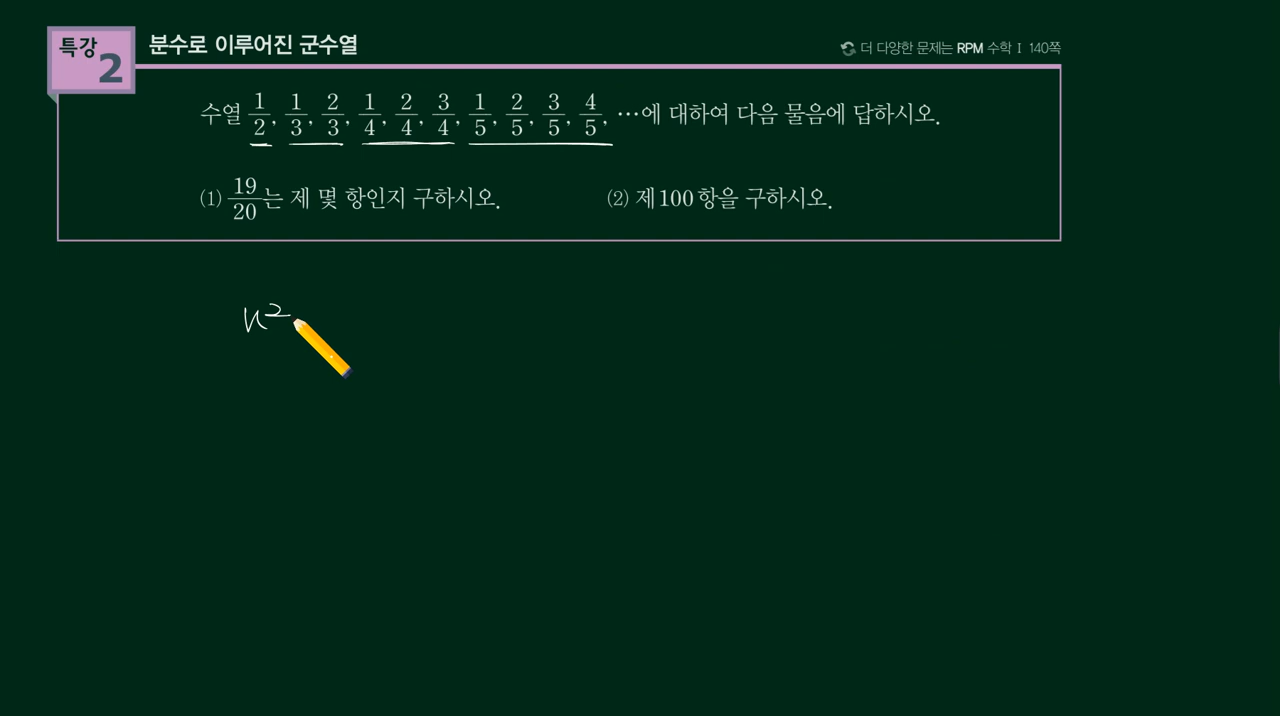 특강 2 분수로 이루어진 군수열
더 다양한 문제는 RPM 수학 Ⅰ 140쪽
수열 1/2, 1/3, 2/3, 1/4, 2/4, 3/4, 1/5, 2/5, 3/5, 4/5, …에 대하여 다음 물음에 답하시오.
(1) 19/20는 제 몇 항인지 구하시오. (2) 제100항을 구하시오.
n²